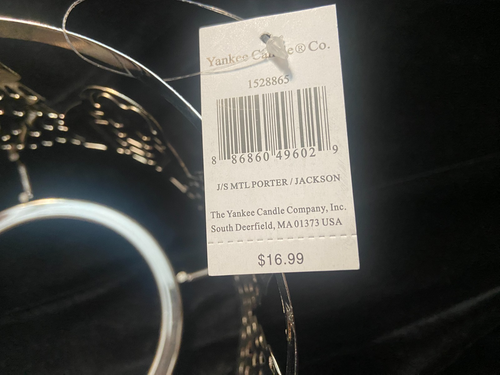 Yankee Candle® Co.
1528865
8 86860 49602 9
J/S MTL PORTER / JACKSON
The Yankee Candle Company, Inc.
South Deerfield, MA 01373 USA
$16.99